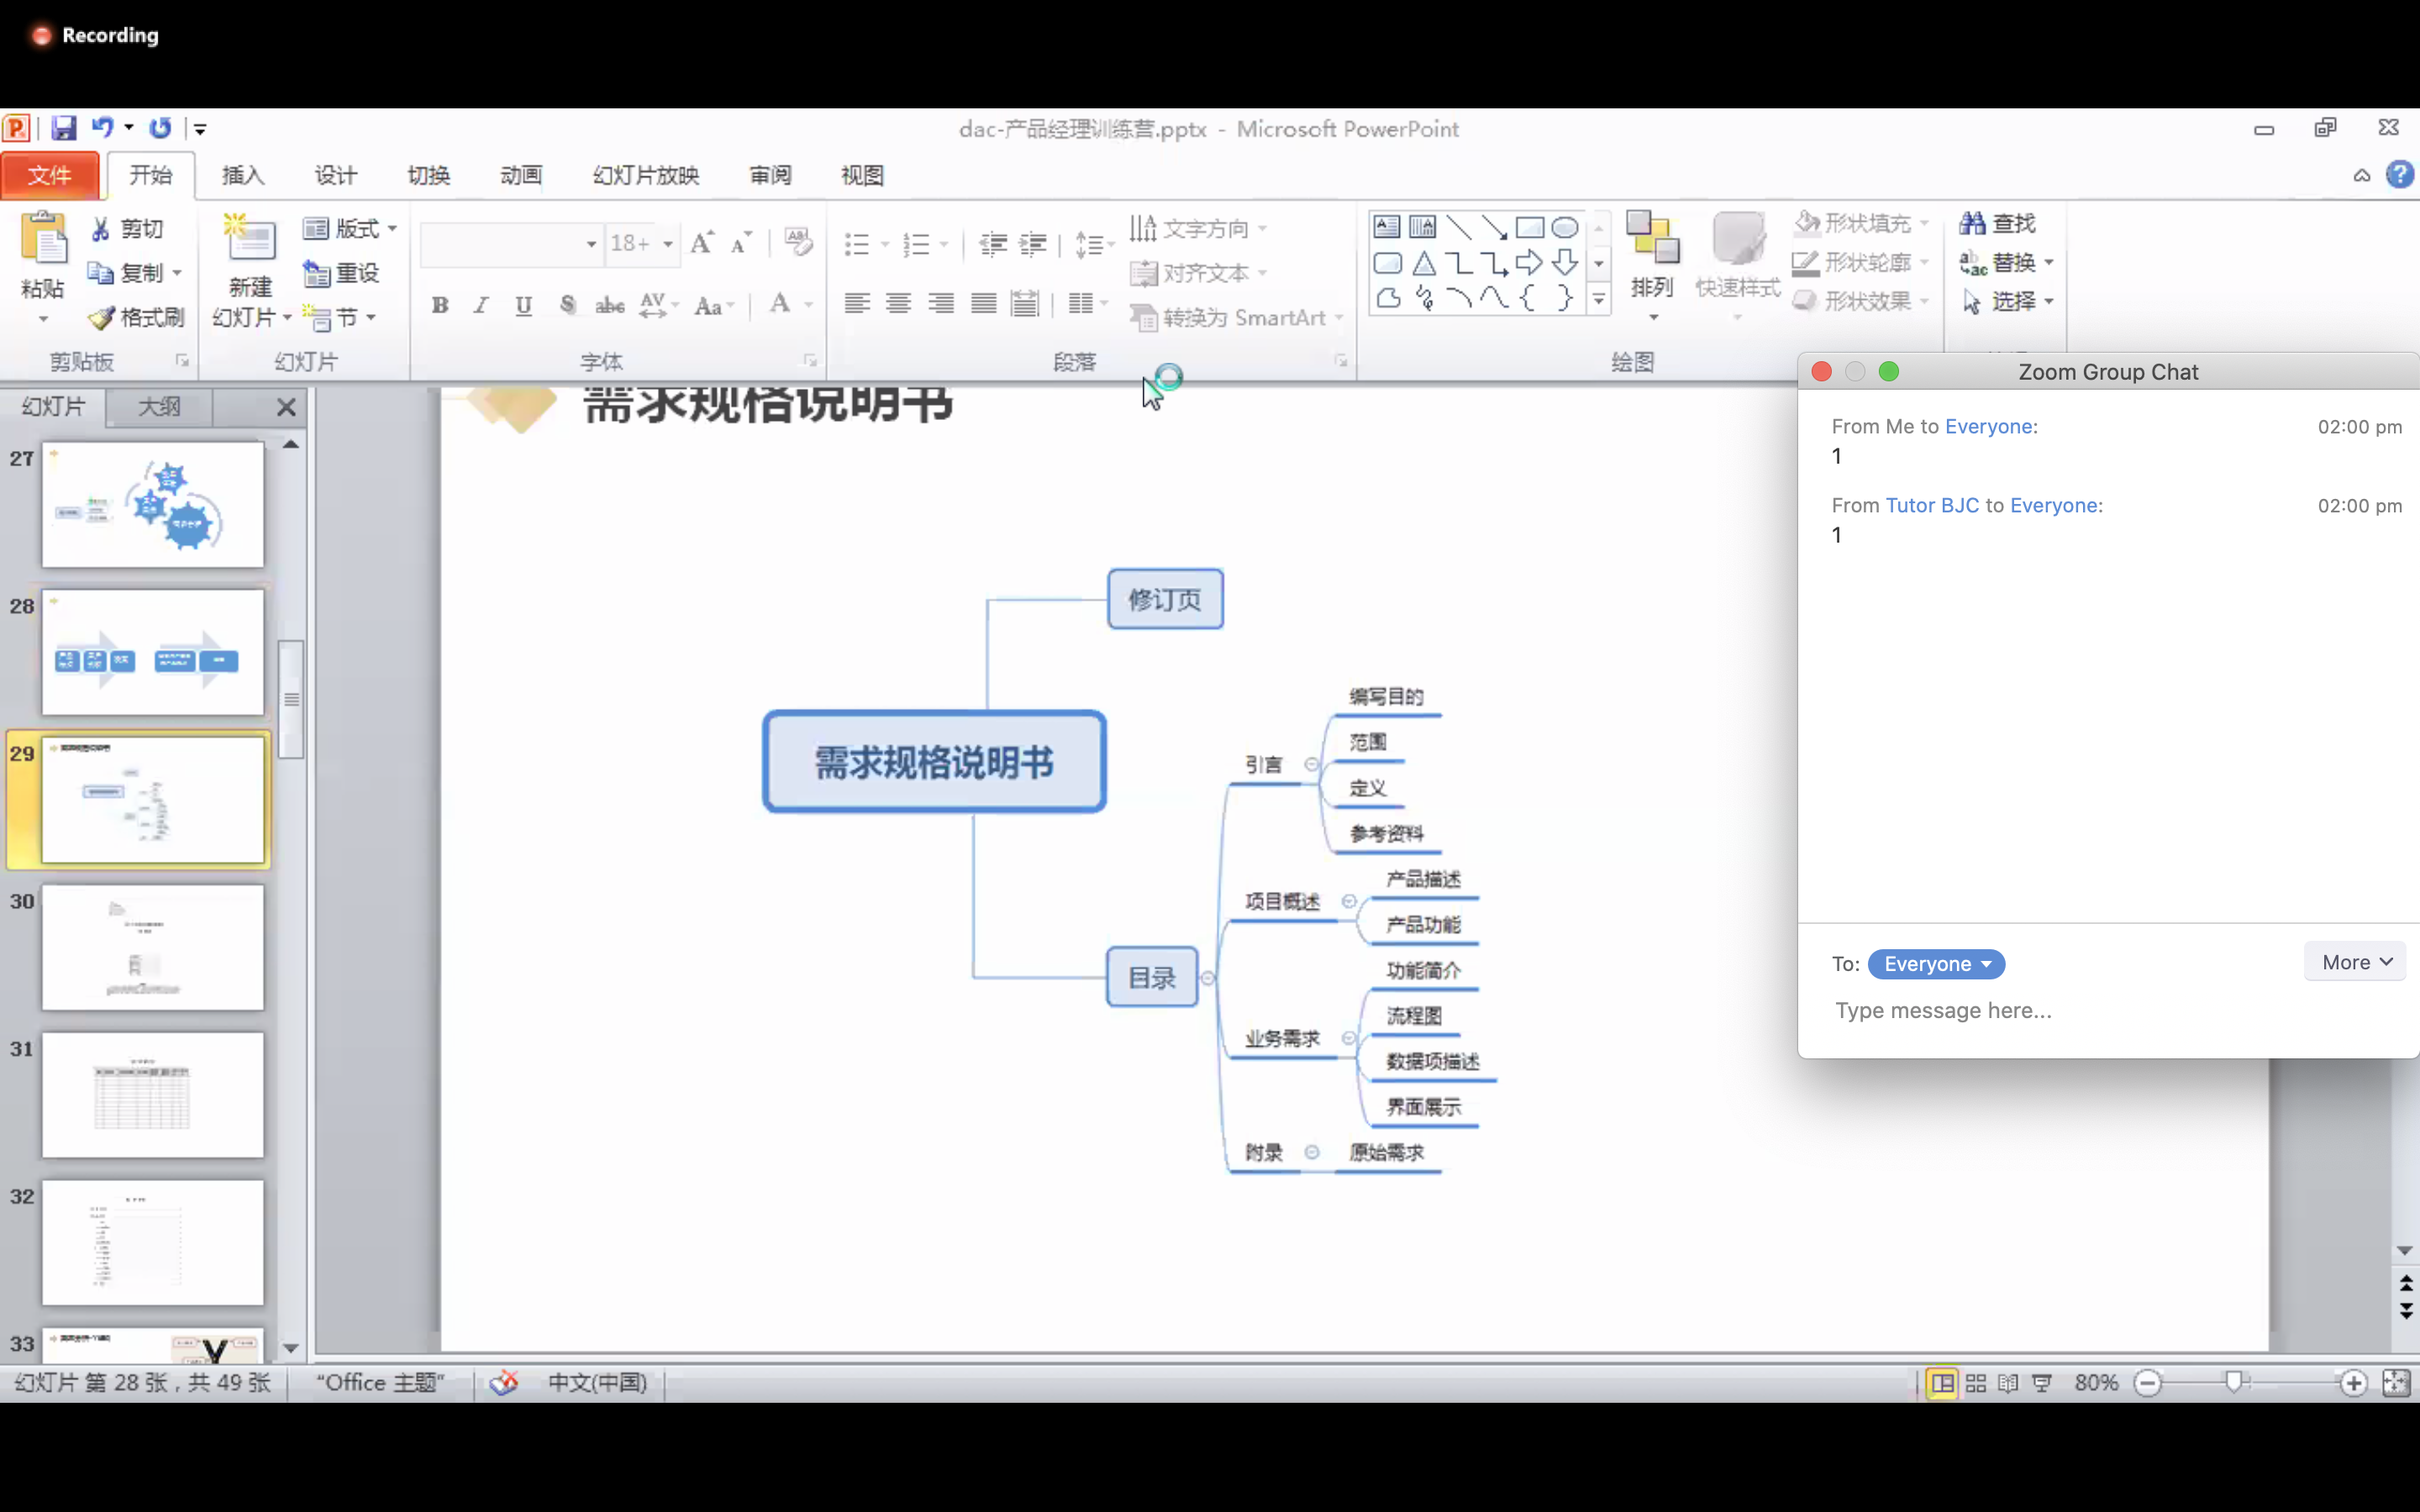 Recording
dac-产品经理训练营.pptx - Microsoft PowerPoint
文件 开始 插入 设计 切换 动画 幻灯片放映 审阅 视图
粘贴
剪切
复制
格式刷
剪贴板
新建
幻灯片
版式
重设
节
幻灯片
18+
B I U S abc AV Aa A
字体
文字方向
对齐文本
转换为 SmartArt
段落
排列
快速样式
形状填充
形状轮廓
形状效果
绘图
查找
替换
选择
幻灯片 大纲
27
28
29
30
31
32
33
需求规格说明书
修订页
需求规格说明书
目录
引言
编写目的
范围
定义
参考资料
项目概述
产品描述
产品功能
业务需求
功能简介
流程图
数据项描述
界面展示
附录
原始需求
Zoom Group Chat
From Me to Everyone: 02:00 pm
1
From Tutor BJC to Everyone: 02:00 pm
1
To: Everyone
More
Type message here...
幻灯片 第 28 张，共 49 张 "Office 主题" 中文(中国) 80%